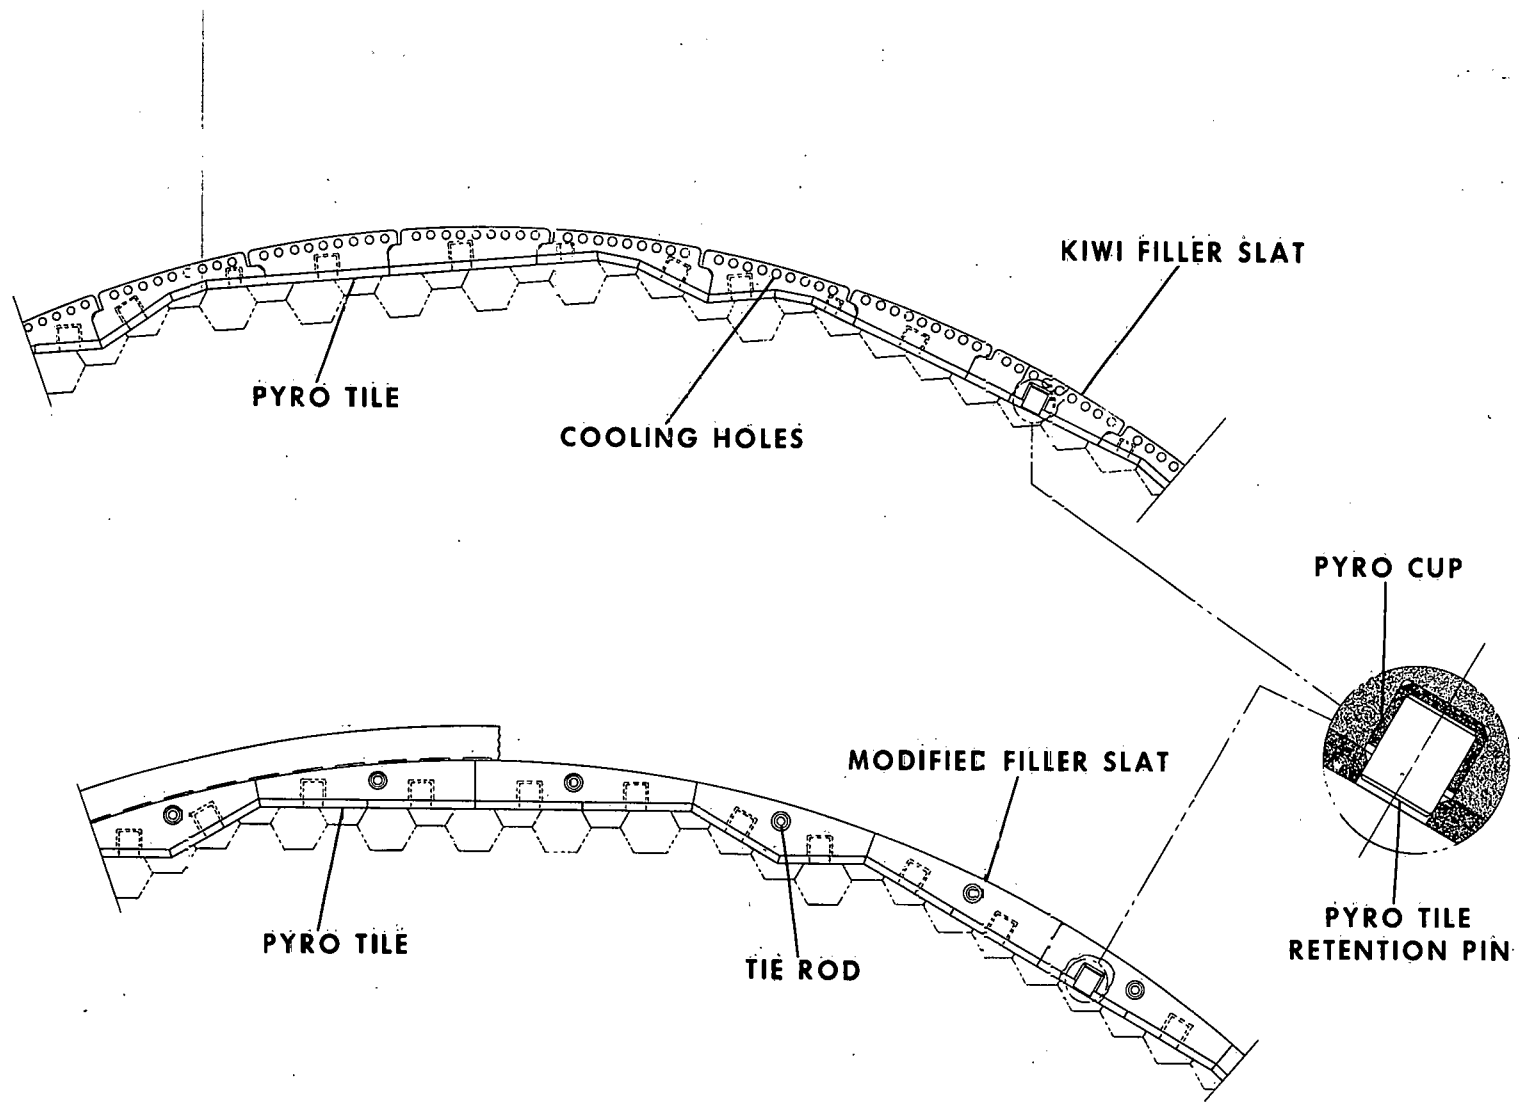 KIWI FILLER SLAT
PYRO TILE
COOLING HOLES
PYRO CUP
MODIFIED FILLER SLAT
PYRO TILE
TIE ROD
PYRO TILE
RETENTION PIN